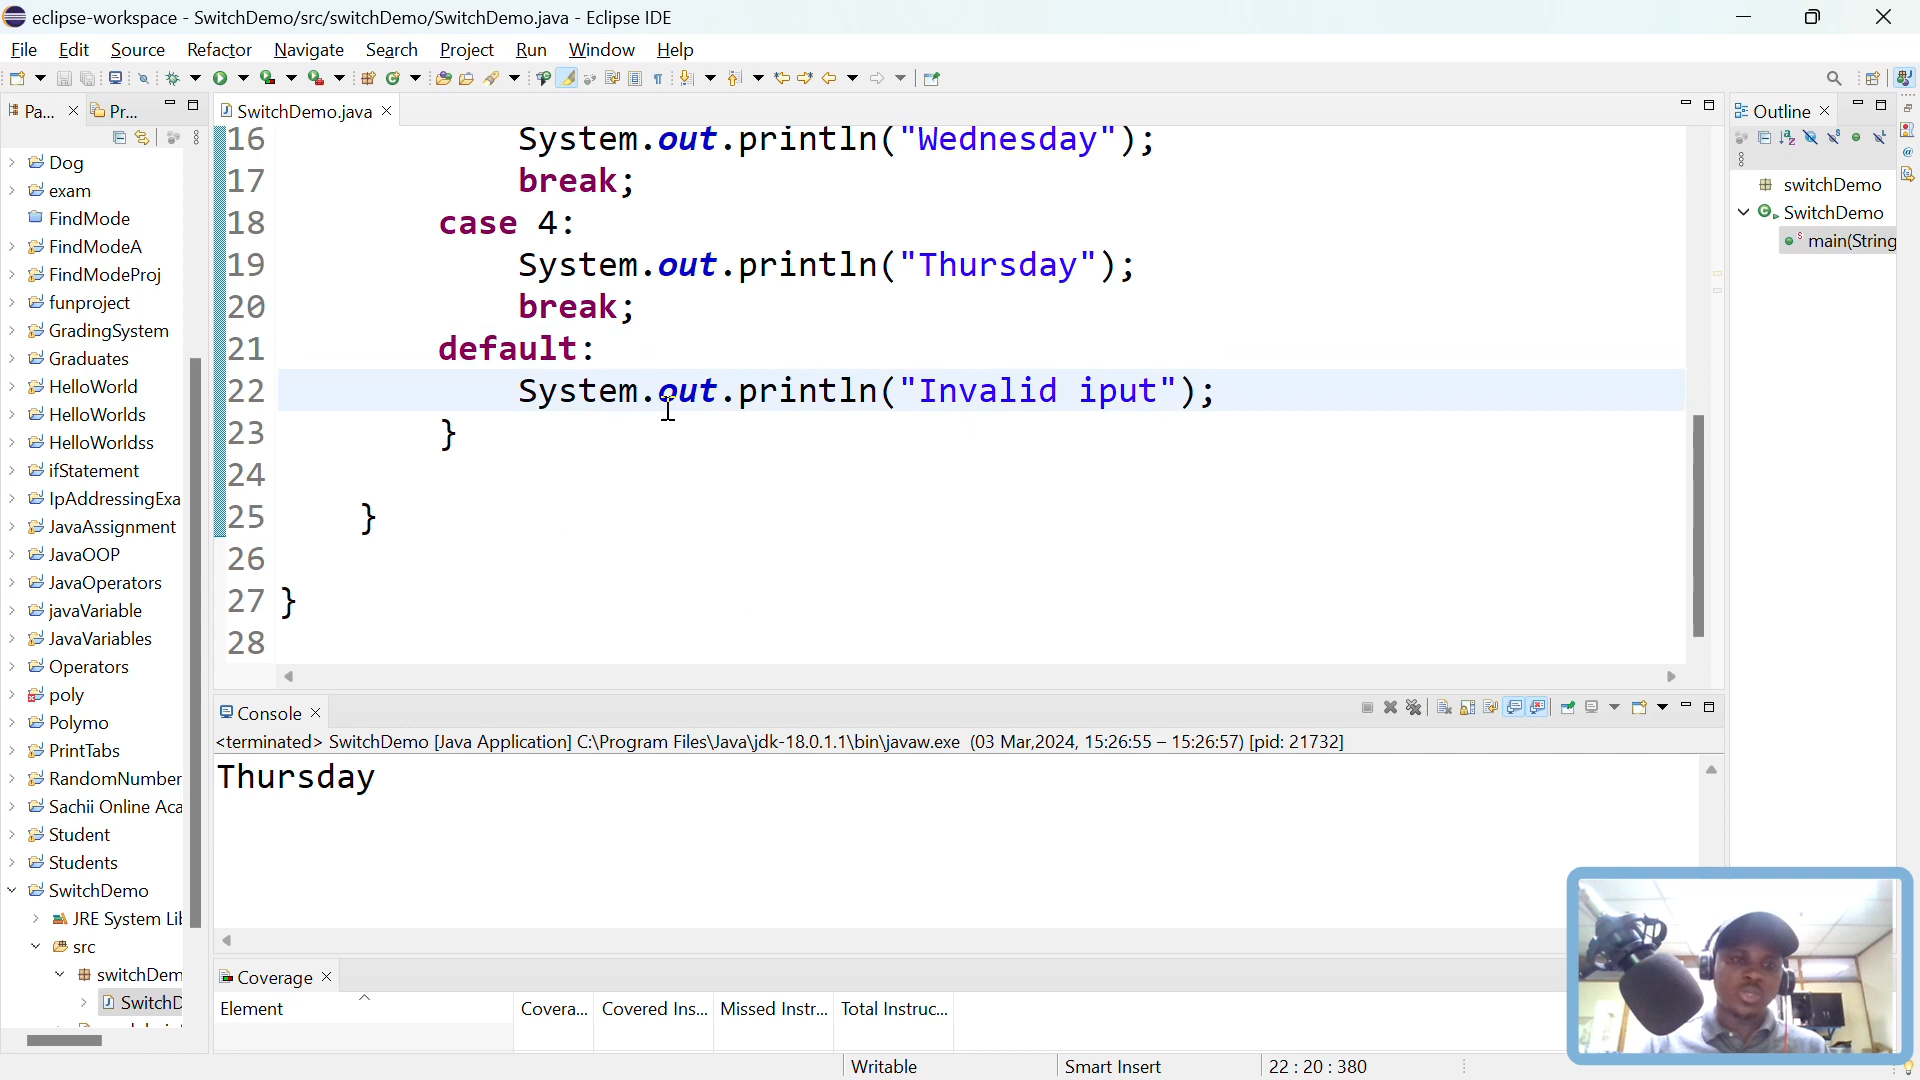 eclipse-workspace - SwitchDemo/src/switchDemo/SwitchDemo.java - Eclipse IDE
File Edit Source Refactor Navigate Search Project Run Window Help
Pa... Pr...
Dog
exam
FindMode
FindModeA
FindModeProj
funproject
GradingSystem
Graduates
HelloWorld
HelloWorlds
HelloWorldss
ifStatement
IpAddressingExa
JavaAssignment
JavaOOP
JavaOperators
javaVariable
JavaVariables
Operators
poly
Polymo
PrintTabs
RandomNumber
Sachii Online Aca
Student
Students
SwitchDemo
JRE System Lib
src
switchDem
SwitchD
SwitchDemo.java
16 System.out.println("Wednesday");
17 break;
18 case 4:
19 System.out.println("Thursday");
20 break;
21 default:
22 System.out.println("Invalid iput");
23 }
24
25 }
26
27 }
28
Console
<terminated> SwitchDemo [Java Application] C:\Program Files\Java\jdk-18.0.1.1\bin\javaw.exe (03 Mar,2024, 15:26:55 – 15:26:57) [pid: 21732]
Thursday
Coverage
Element Covera... Covered Ins... Missed Instr... Total Instruc...
Writable Smart Insert 22 : 20 : 380
Outline
switchDemo
SwitchDemo
main(String